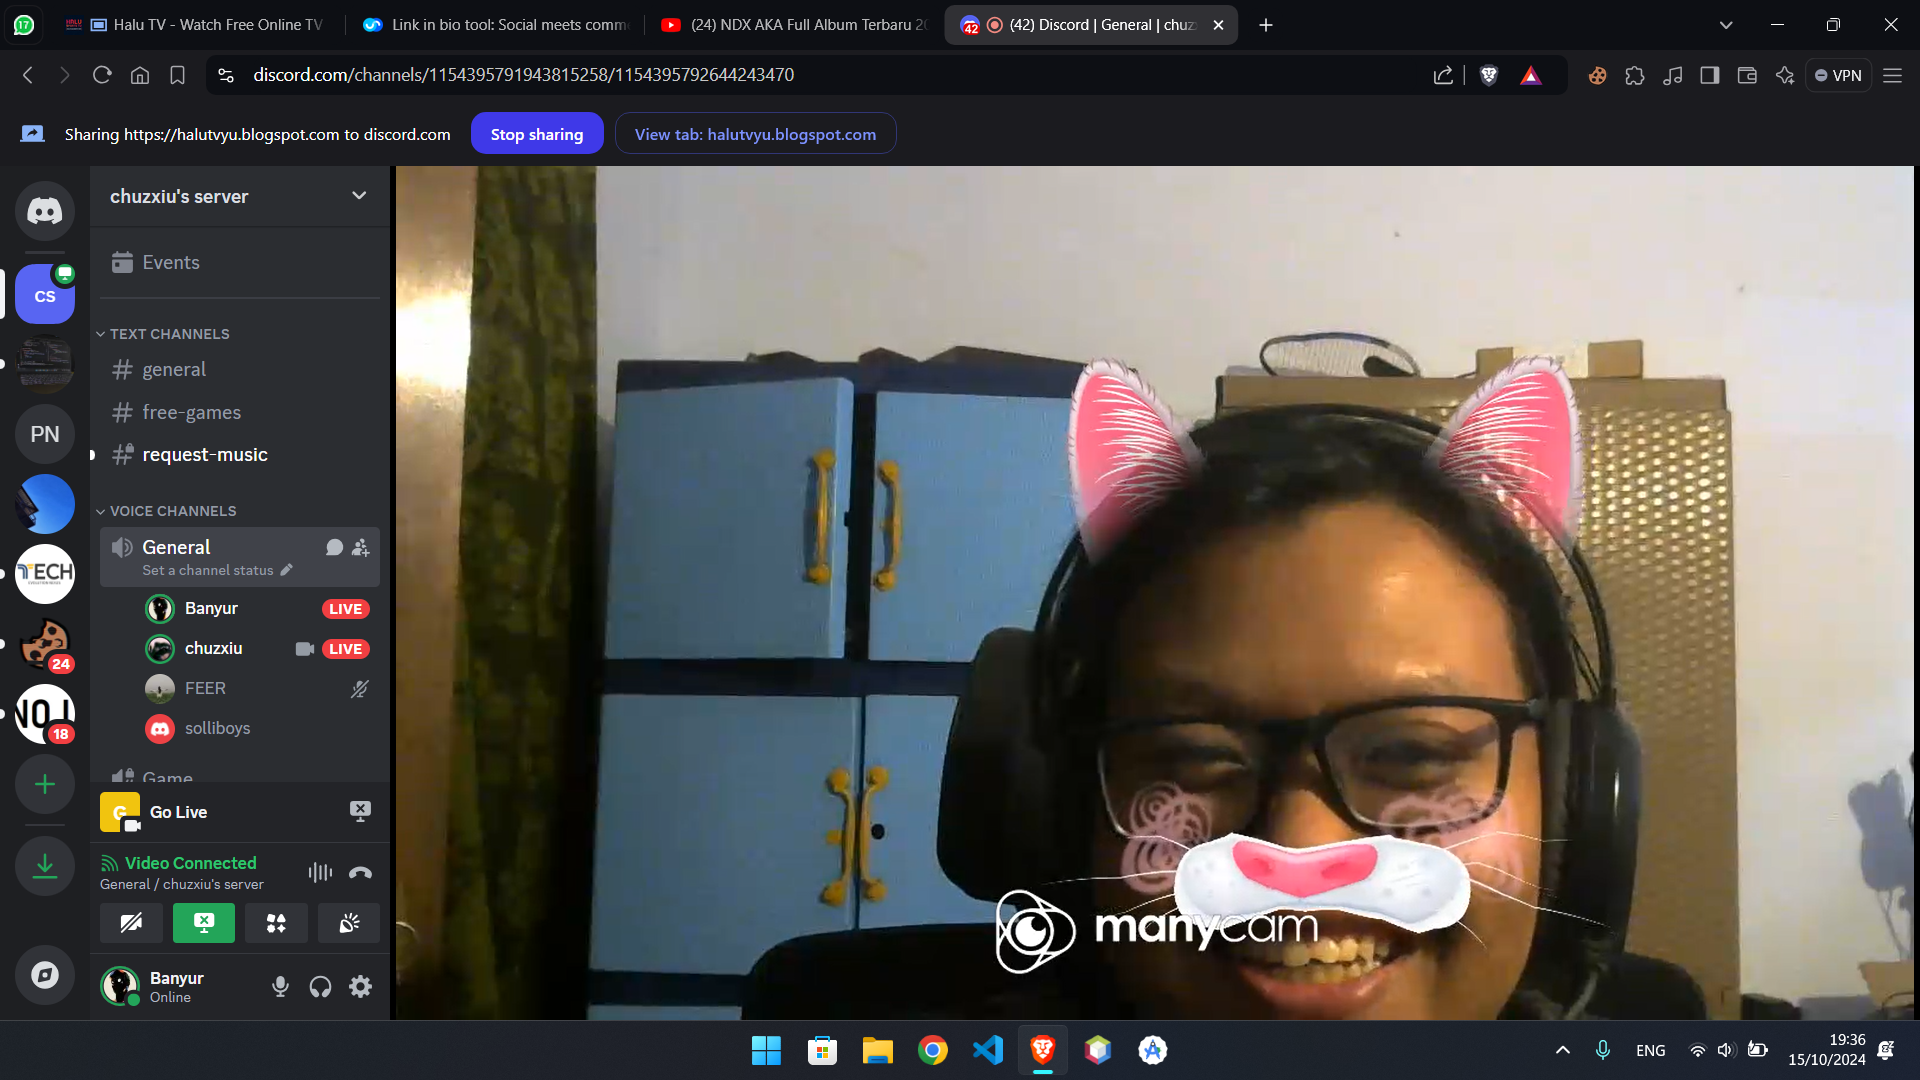 Halu TV - Watch Free Online TV
Link in bio tool: Social meets comm
(24) NDX AKA Full Album Terbaru 20
42
(42) Discord | General | chuz
discord.com/channels/1154395791943815258/1154395792644243470
VPN
Sharing https://halutvyu.blogspot.com to discord.com
Stop sharing
View tab: halutvyu.blogspot.com
chuzxiu's server
Events
CS
TEXT CHANNELS
general
free-games
PN
request-music
VOICE CHANNELS
General
TECH
Set a channel status
Banyur
LIVE
chuzxiu
LIVE
24
FEER
solliboys
18
Game
G
Go Live
Video Connected
General / chuzxiu's server
manycam
Banyur
Online
ENG
19:36
15/10/2024